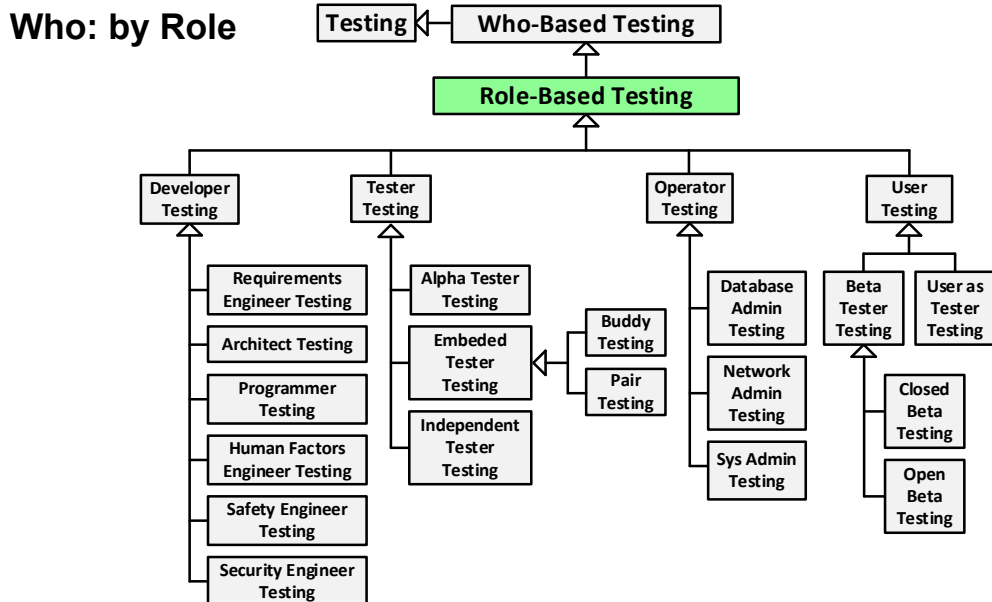 Who: by Role
Testing
Who-Based Testing
Role-Based Testing
Developer
Testing
Tester
Testing
Operator
Testing
User
Testing
Requirements
Engineer Testing
Architect Testing
Programmer
Testing
Human Factors
Engineer Testing
Safety Engineer
Testing
Security Engineer
Testing
Alpha Tester
Testing
Embeded
Tester
Testing
Independent
Tester
Testing
Buddy
Testing
Pair
Testing
Database
Admin
Testing
Network
Admin
Testing
Sys Admin
Testing
Beta
Tester
Testing
User as
Tester
Testing
Closed
Beta
Testing
Open
Beta
Testing